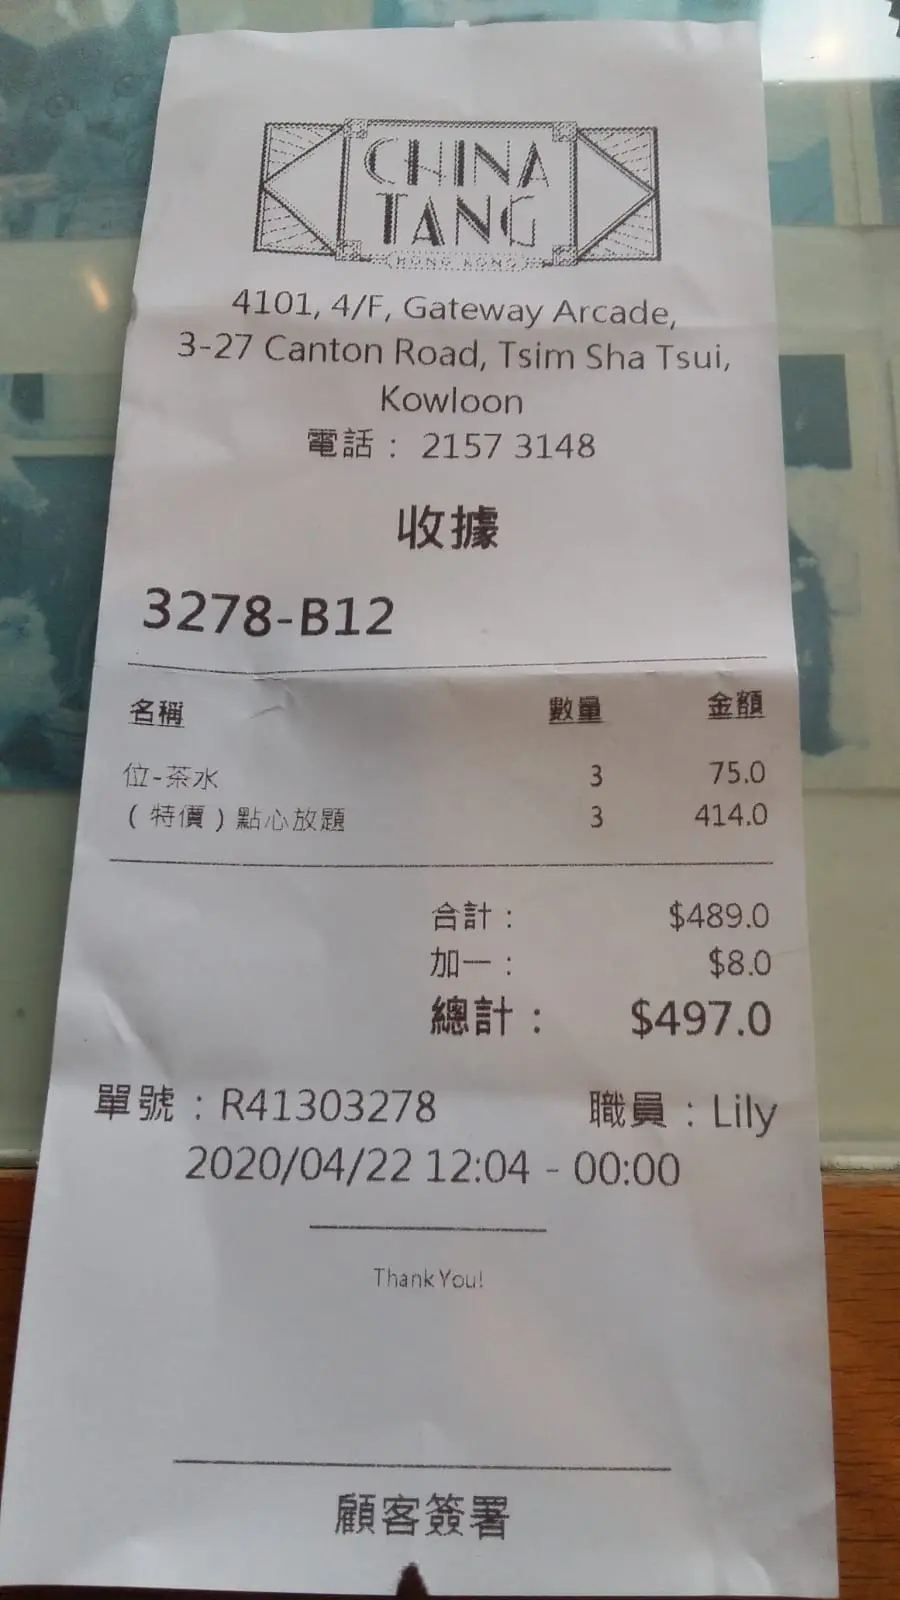 CHINA
TANG
HONG KONG
4101, 4/F, Gateway Arcade,
3-27 Canton Road, Tsim Sha Tsui,
Kowloon
電話： 2157 3148
收據
3278-B12
名稱 數量 金額
位-茶水 3 75.0
（特價）點心放題 3 414.0
合計： $489.0
加一： $8.0
總計： $497.0
單號：R41303278 職員：Lily
2020/04/22 12:04 - 00:00
Thank You!
顧客簽署